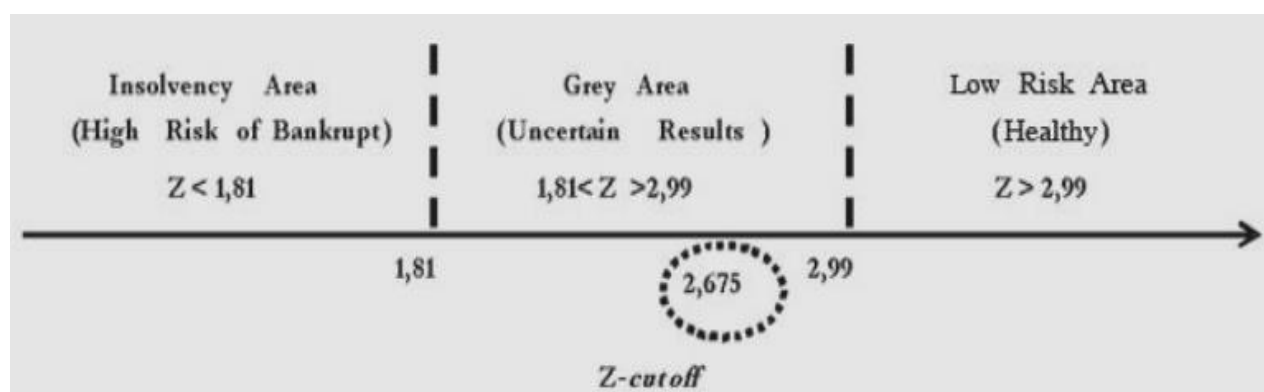 Insolvency Area
(High Risk of Bankrupt)
Z < 1,81
Grey Area
(Uncertain Results )
1,81< Z >2,99
Low Risk Area
(Healthy)
Z > 2,99
1,81
2,675
2,99
Z-cutoff